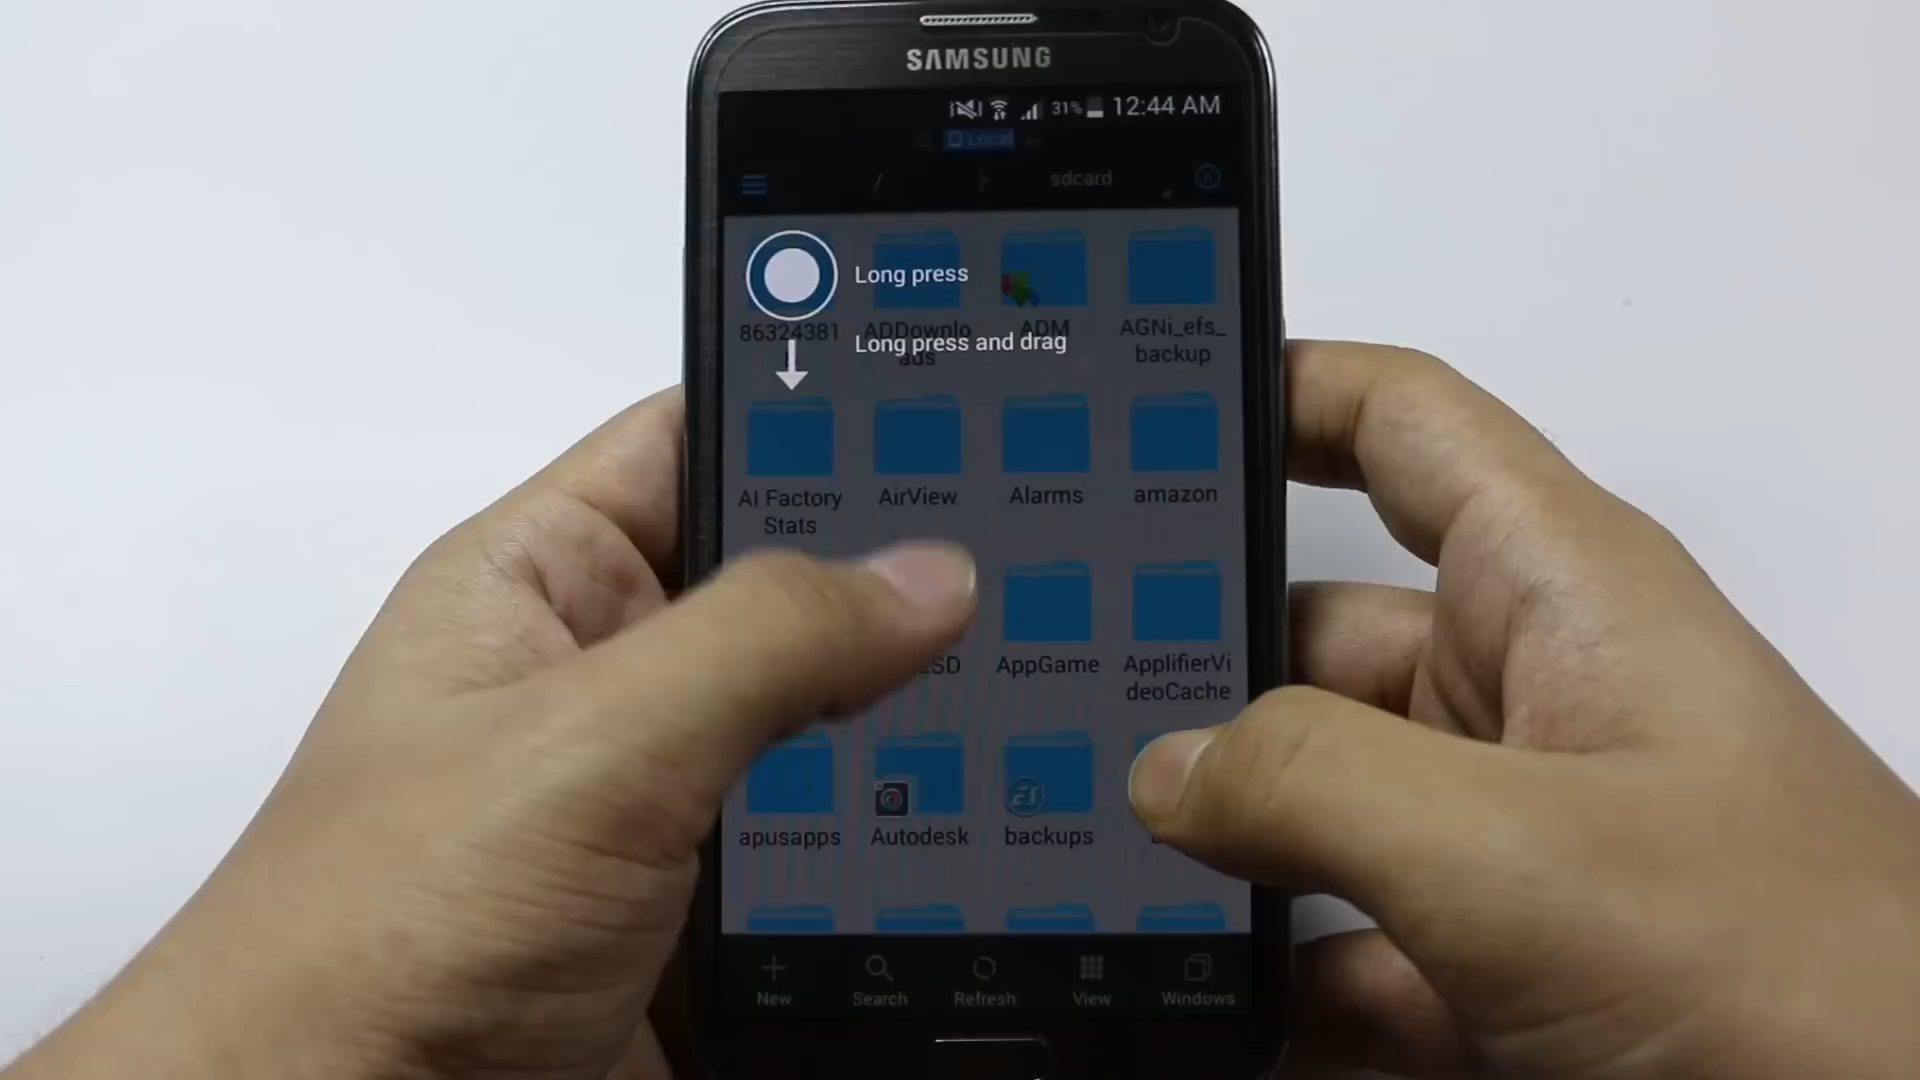 SAMSUNG
31% 12:44 AM
Local
/ sdcard
Long press
86324381 ADDownlo ADM AGNi_efs_
ads backup
Long press and drag
AI Factory AirView Alarms amazon
Stats
SD AppGame ApplifierVi
deoCache
apusapps Autodesk backups
ES
New Search Refresh View Windows